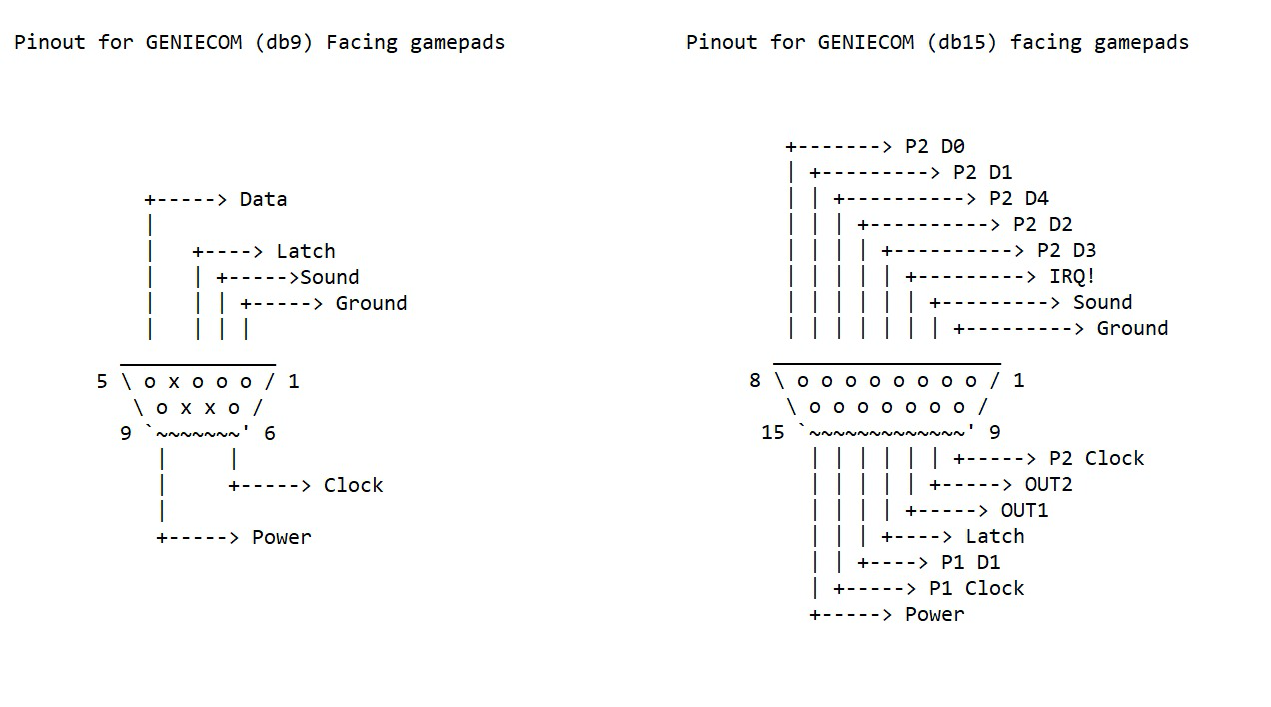 Pinout for GENIECOM (db9) Facing gamepads
Pinout for GENIECOM (db15) facing gamepads
+-----> Data
|
|   +----> Latch
|   | +----->Sound
|   | | +-----> Ground
|   | | |
5 \ o x o o o / 1
\ o x x o /
9 `~~~~~~~' 6
|     |
|     +-----> Clock
|
+-----> Power
+-------> P2 D0
| +---------> P2 D1
| | +----------> P2 D4
| | | +----------> P2 D2
| | | | +----------> P2 D3
| | | | | +---------> IRQ!
| | | | | | +---------> Sound
| | | | | | | +---------> Ground
8 \ o o o o o o o o / 1
\ o o o o o o o /
15 `~~~~~~~~~~~~~' 9
| | | | | | +-----> P2 Clock
| | | | | +-----> OUT2
| | | | +-----> OUT1
| | | +----> Latch
| | +----> P1 D1
| +-----> P1 Clock
+-----> Power